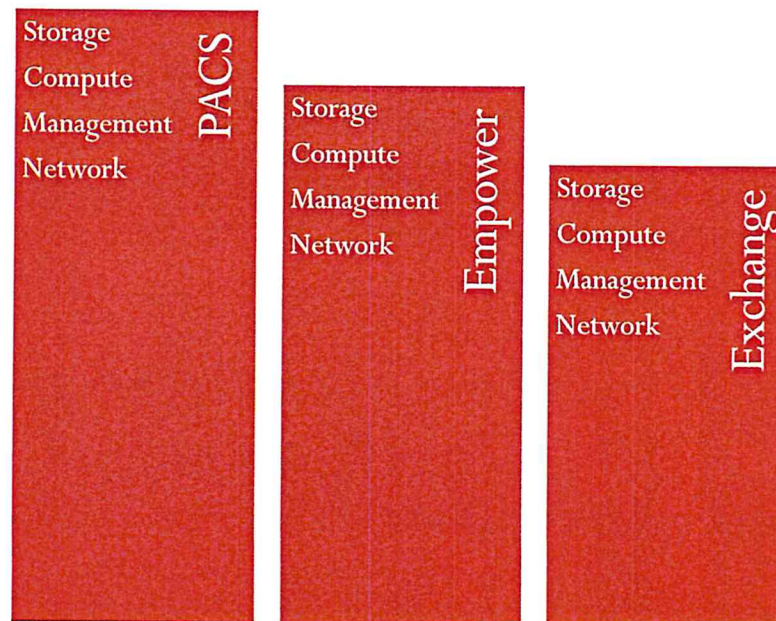 Storage
Compute
Management
Network
PACS
Storage
Compute
Management
Network
Empower
Storage
Compute
Management
Network
Exchange